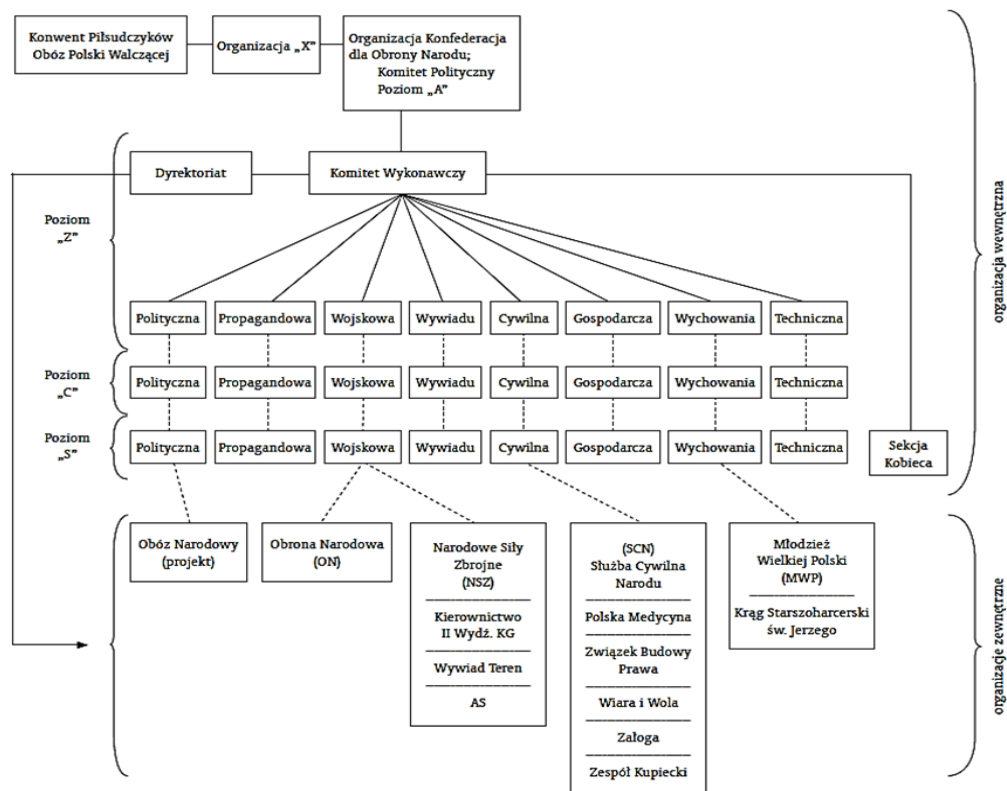 Konwent Piłsudczyków
Obóz Polski Walczącej
Organizacja „X”
Organizacja Konfederacja
dla Obrony Narodu;
Komitet Polityczny
Poziom „A”
Dyrektoriat
Komitet Wykonawczy
Poziom
„Z”
Polityczna
Propagandowa
Wojskowa
Wywiadu
Cywilna
Gospodarcza
Wychowania
Techniczna
Poziom
„C”
Polityczna
Propagandowa
Wojskowa
Wywiadu
Cywilna
Gospodarcza
Wychowania
Techniczna
Poziom
„S”
Polityczna
Propagandowa
Wojskowa
Wywiadu
Cywilna
Gospodarcza
Wychowania
Techniczna
Sekcja
Kobieca
organizacja wewnętrzna
Obóz Narodowy
(projekt)
Obrona Narodowa
(ON)
Narodowe Siły
Zbrojne
(NSZ)
Kierownictwo
II Wydź. KG
Wywiad Teren
AS
(SCN)
Służba Cywilna
Narodu
Polska Medycyna
Związek Budowy
Prawa
Wiara i Wola
Załoga
Zespół Kupiecki
Młodzież
Wielkiej Polski
(MWP)
Krąg Starszoharcerski
św. Jerzego
organizacje zewnętrzne